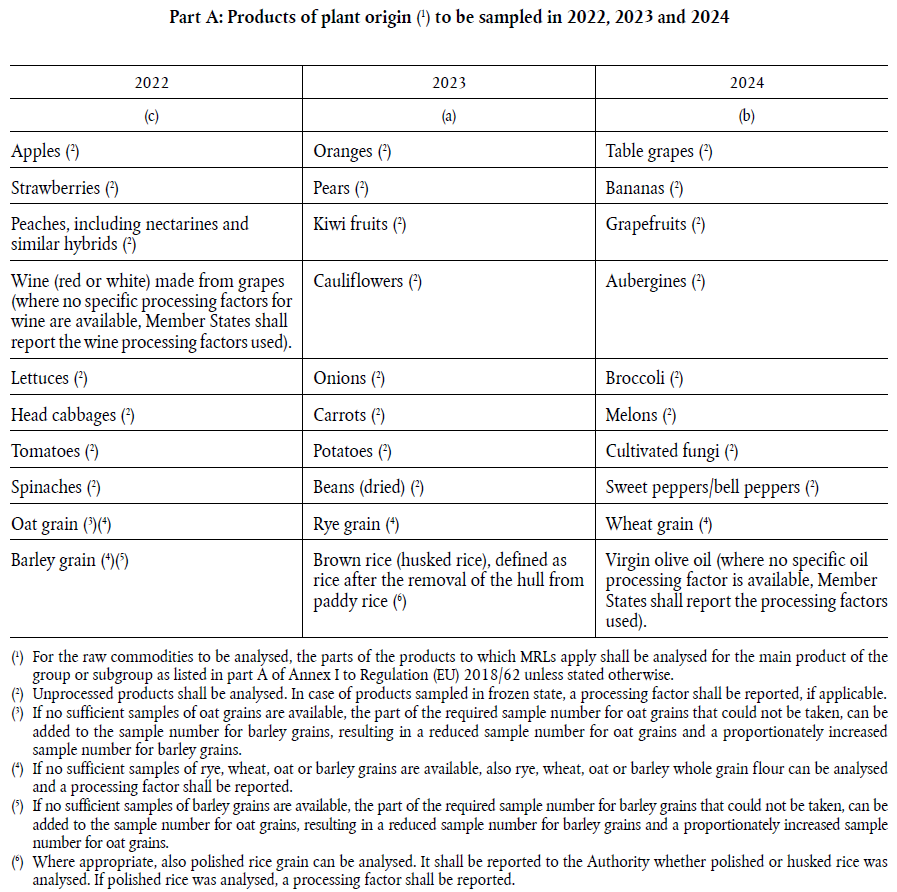 Part A: Products of plant origin (¹) to be sampled in 2022, 2023 and 2024
2022 2023 2024
(c) (a) (b)
Apples (²) Oranges (²) Table grapes (²)
Strawberries (²) Pears (²) Bananas (²)
Peaches, including nectarines and
similar hybrids (²)
Kiwi fruits (²) Grapefruits (²)
Wine (red or white) made from grapes
(where no specific processing factors for
wine are available, Member States shall
report the wine processing factors used).
Cauliflowers (²) Aubergines (²)
Lettuces (²) Onions (²) Broccoli (²)
Head cabbages (²) Carrots (²) Melons (²)
Tomatoes (²) Potatoes (²) Cultivated fungi (²)
Spinaches (²) Beans (dried) (²) Sweet peppers/bell peppers (²)
Oat grain (³)(⁴) Rye grain (⁴) Wheat grain (⁴)
Barley grain (⁴)(⁵)
Brown rice (husked rice), defined as
rice after the removal of the hull from
paddy rice (⁶)
Virgin olive oil (where no specific oil
processing factor is available, Member
States shall report the processing factors
used).
(¹) For the raw commodities to be analysed, the parts of the products to which MRLs apply shall be analysed for the main product of the
group or subgroup as listed in part A of Annex I to Regulation (EU) 2018/62 unless stated otherwise.
(²) Unprocessed products shall be analysed. In case of products sampled in frozen state, a processing factor shall be reported, if applicable.
(³) If no sufficient samples of oat grains are available, the part of the required sample number for oat grains that could not be taken, can be
added to the sample number for barley grains, resulting in a reduced sample number for oat grains and a proportionately increased
sample number for barley grains.
(⁴) If no sufficient samples of rye, wheat, oat or barley grains are available, also rye, wheat, oat or barley whole grain flour can be analysed
and a processing factor shall be reported.
(⁵) If no sufficient samples of barley grains are available, the part of the required sample number for barley grains that could not be taken, can be
added to the sample number for oat grains, resulting in a reduced sample number for barley grains and a proportionately increased sample
number for oat grains.
(⁶) Where appropriate, also polished rice grain can be analysed. It shall be reported to the Authority whether polished or husked rice was
analysed. If polished rice was analysed, a processing factor shall be reported.